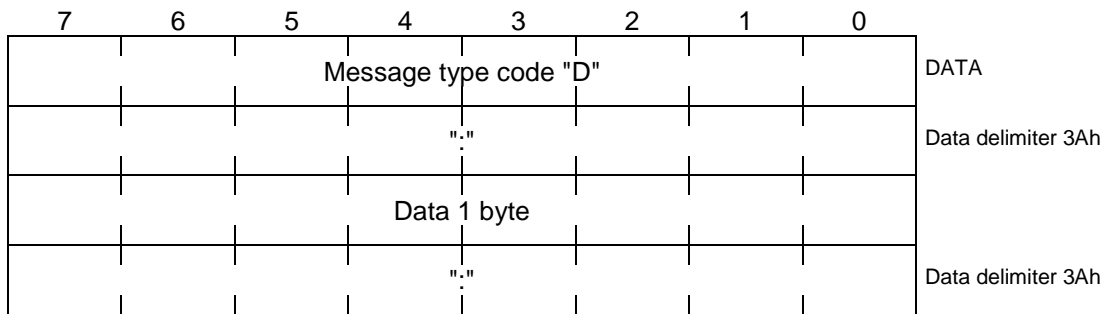 7 6 5 4 3 2 1 0
Message type code "D" DATA
":" Data delimiter 3Ah
Data 1 byte
":" Data delimiter 3Ah